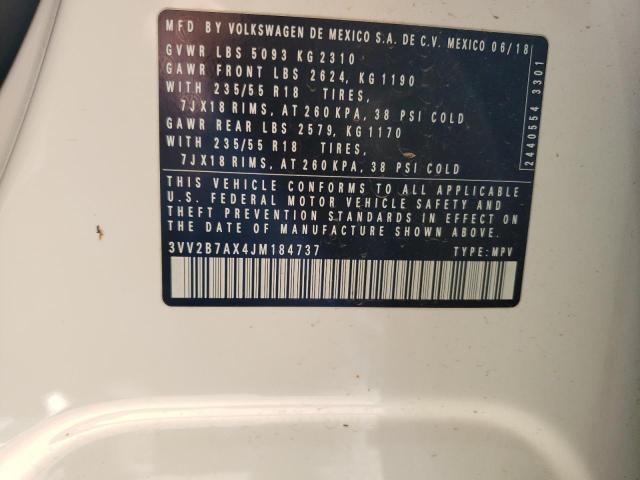 MFD BY VOLKSWAGEN DE MEXICO S.A. DE C.V. MEXICO 06/18
GVWR LBS 5093 KG 2310
GAWR FRONT LBS 2624, KG 1190
WITH 235/55 R18 TIRES,
7JX18 RIMS, AT 260 KPA, 38 PSI COLD
GAWR REAR LBS 2579, KG 1170
WITH 235/55 R18 TIRES,
7JX18 RIMS, AT 260 KPA, 38 PSI COLD
2440554 3301
THIS VEHICLE CONFORMS TO ALL APPLICABLE
U.S. FEDERAL MOTOR VEHICLE SAFETY AND
THEFT PREVENTION STANDARDS IN EFFECT ON
THE DATE OF MANUFACTURE SHOWN ABOVE.
3VV2B7AX4JM184737 TYPE: MPV